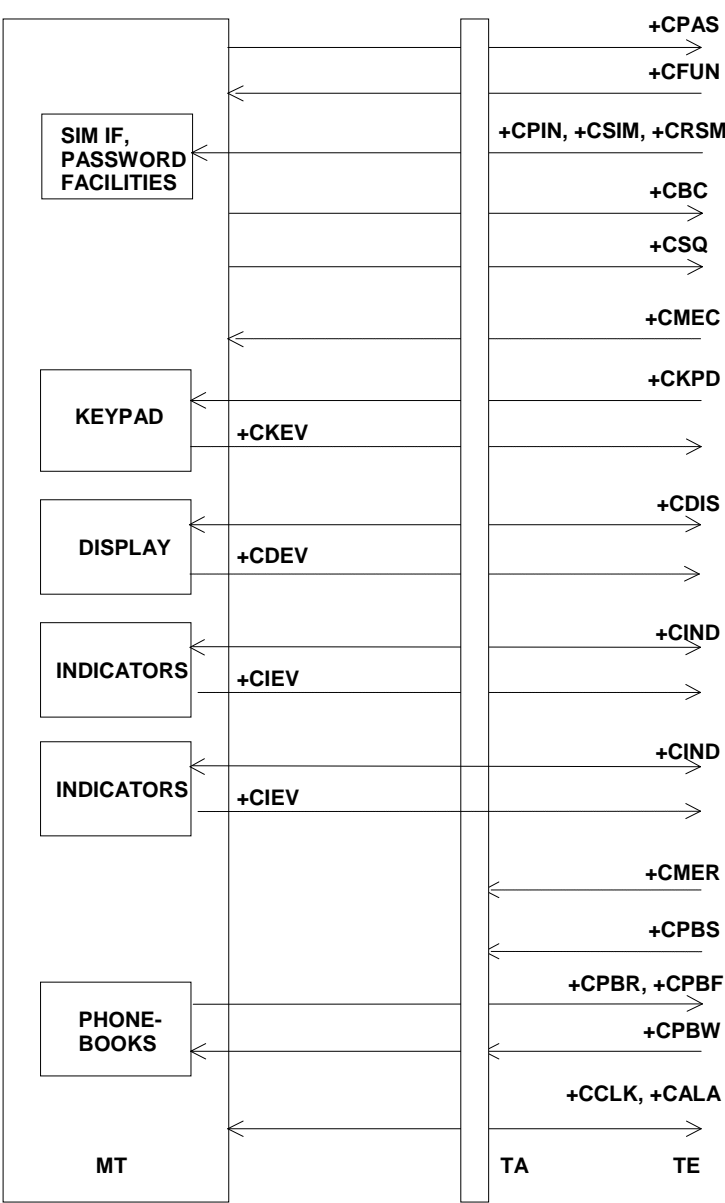 +CPAS
+CFUN
SIM IF,
PASSWORD
FACILITIES
+CPIN, +CSIM, +CRSM
+CBC
+CSQ
+CMEC
+CKPD
KEYPAD
+CKEV
+CDIS
DISPLAY
+CDEV
+CIND
INDICATORS
+CIEV
+CIND
INDICATORS
+CIEV
+CMER
+CPBS
+CPBR, +CPBF
PHONE-
BOOKS
+CPBW
+CCLK, +CALA
MT TA TE